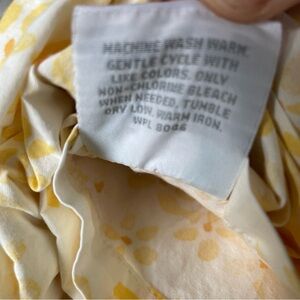 MACHINE WASH WARM.
GENTLE CYCLE WITH
LIKE COLORS. ONLY
NON-CHLORINE BLEACH
WHEN NEEDED, TUMBLE
DRY LOW, WARM IRON.
WPL 8046